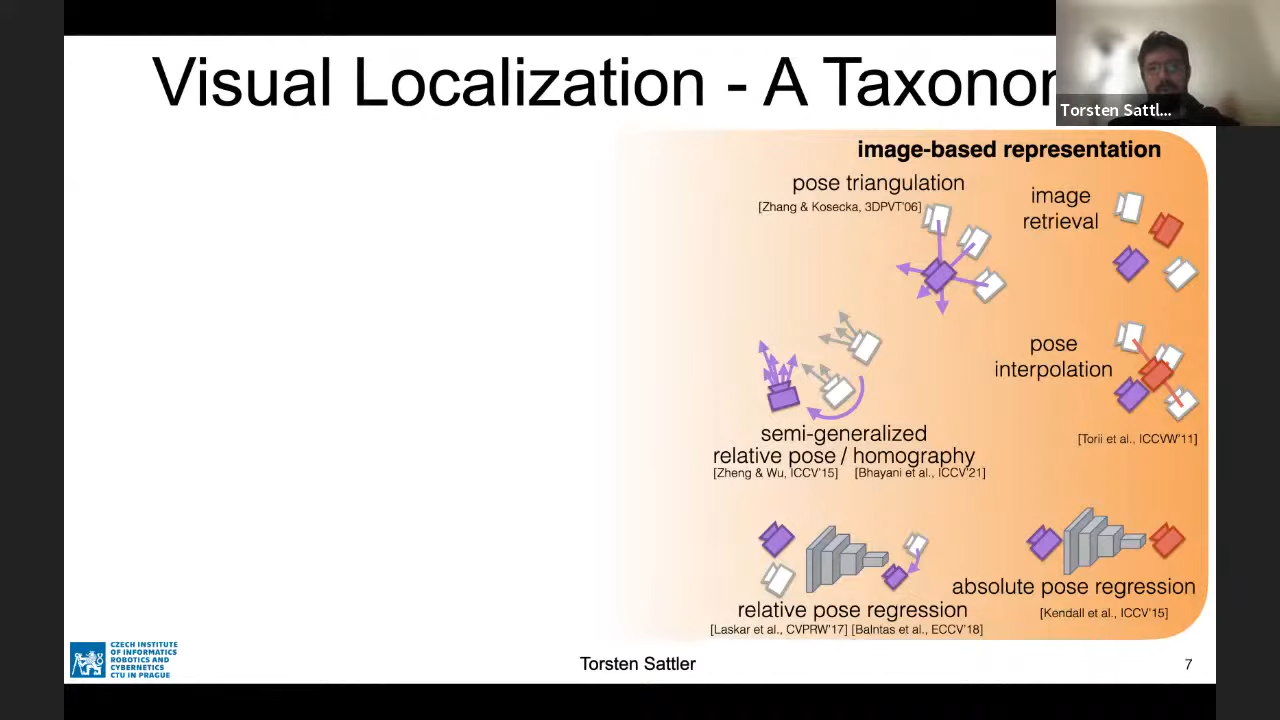 Visual Localization - A Taxonom
Torsten Sattl...
image-based representation
pose triangulation
[Zhang & Kosecka, 3DPVT'06]
image
retrieval
pose
interpolation
[Torii et al., ICCVW'11]
semi-generalized
relative pose / homography
[Zheng & Wu, ICCV'15] [Bhayani et al., ICCV'21]
relative pose regression
[Laskar et al., CVPRW'17] [Balntas et al., ECCV'18]
absolute pose regression
[Kendall et al., ICCV'15]
CZECH INSTITUTE
OF INFORMATICS
ROBOTICS AND
CYBERNETICS
CTU IN PRAGUE
Torsten Sattler
7